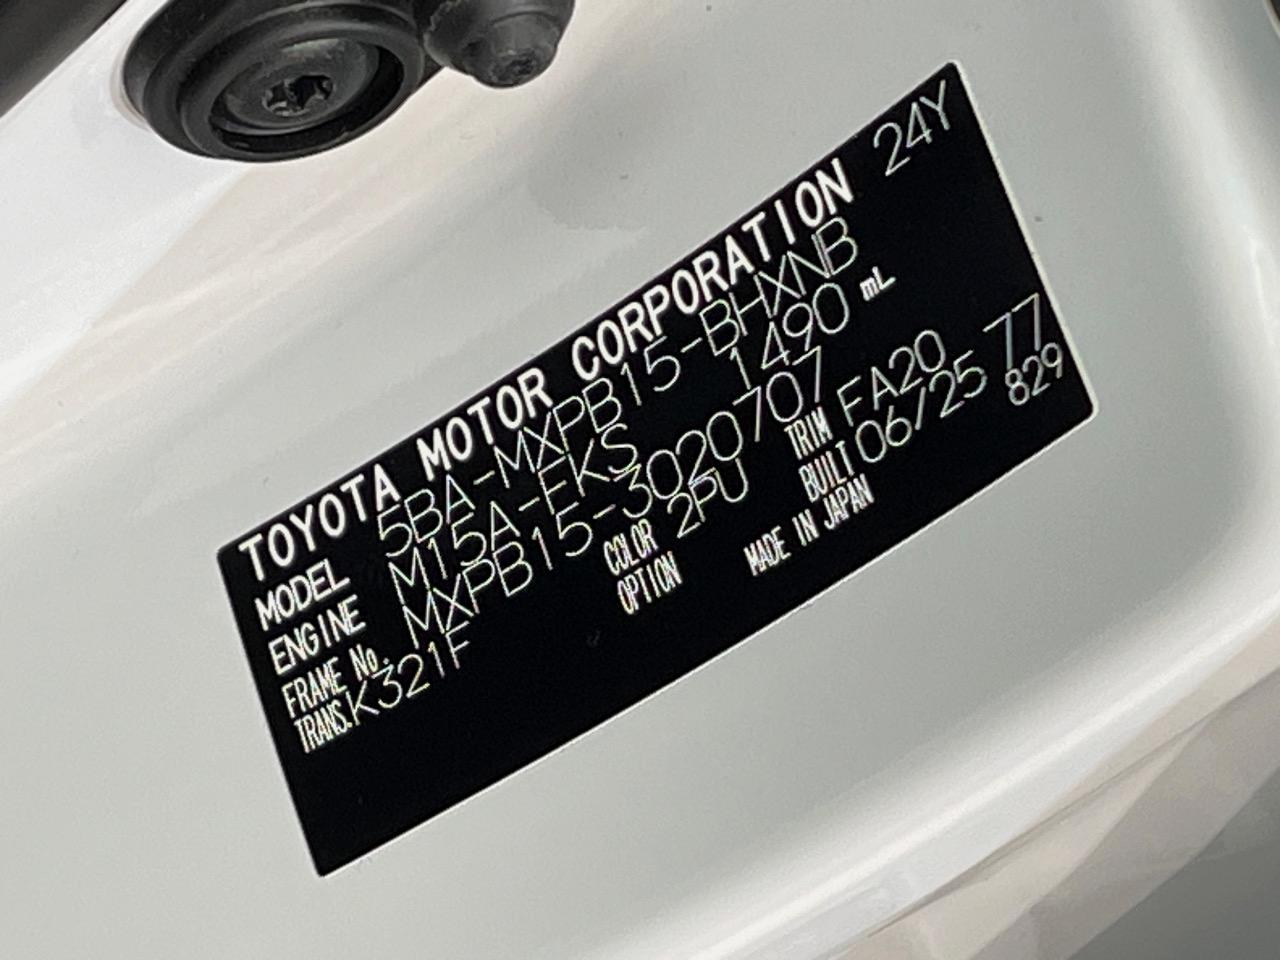 TOYOTA MOTOR CORPORATION 24Y
MODEL 5BA-MXPB15-BHXNB
ENGINE M15A-FKS 1490 mL
FRAME No. MXPB15-3020707
TRANS. K321F COLOR 2PU TRIM FA20 77
OPTION BUILT 06/25 829
MADE IN JAPAN